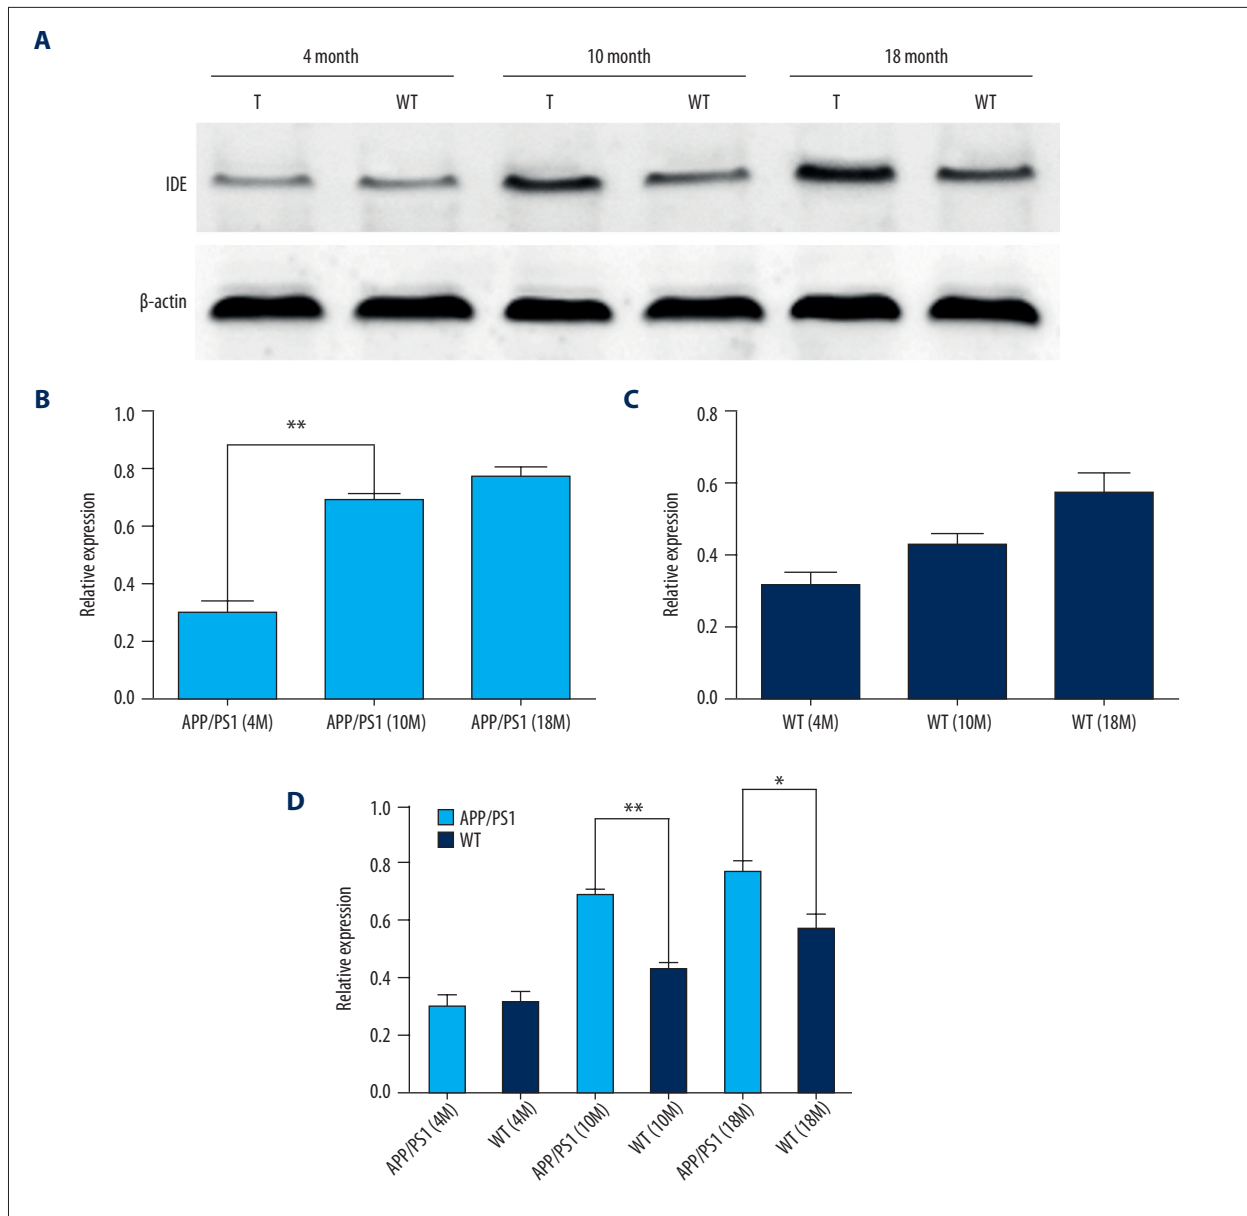 A
4 month 10 month 18 month
T WT T WT T WT
IDE
β-actin
B
1.0
0.8
0.6
0.4
0.2
0.0
Relative expression
**
APP/PS1 (4M) APP/PS1 (10M) APP/PS1 (18M)
C
0.8
0.6
0.4
0.2
0.0
Relative expression
WT (4M) WT (10M) WT (18M)
D
1.0
0.8
0.6
0.4
0.2
0.0
Relative expression
APP/PS1
WT
**
*
APP/PS1 (4M) WT (4M) APP/PS1 (10M) WT (10M) APP/PS1 (18M) WT (18M)